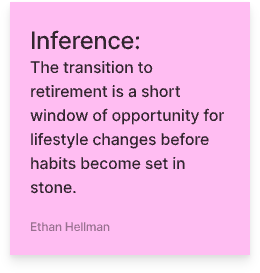 Inference:
The transition to
retirement is a short
window of opportunity for
lifestyle changes before
habits become set in
stone.
Ethan Hellman